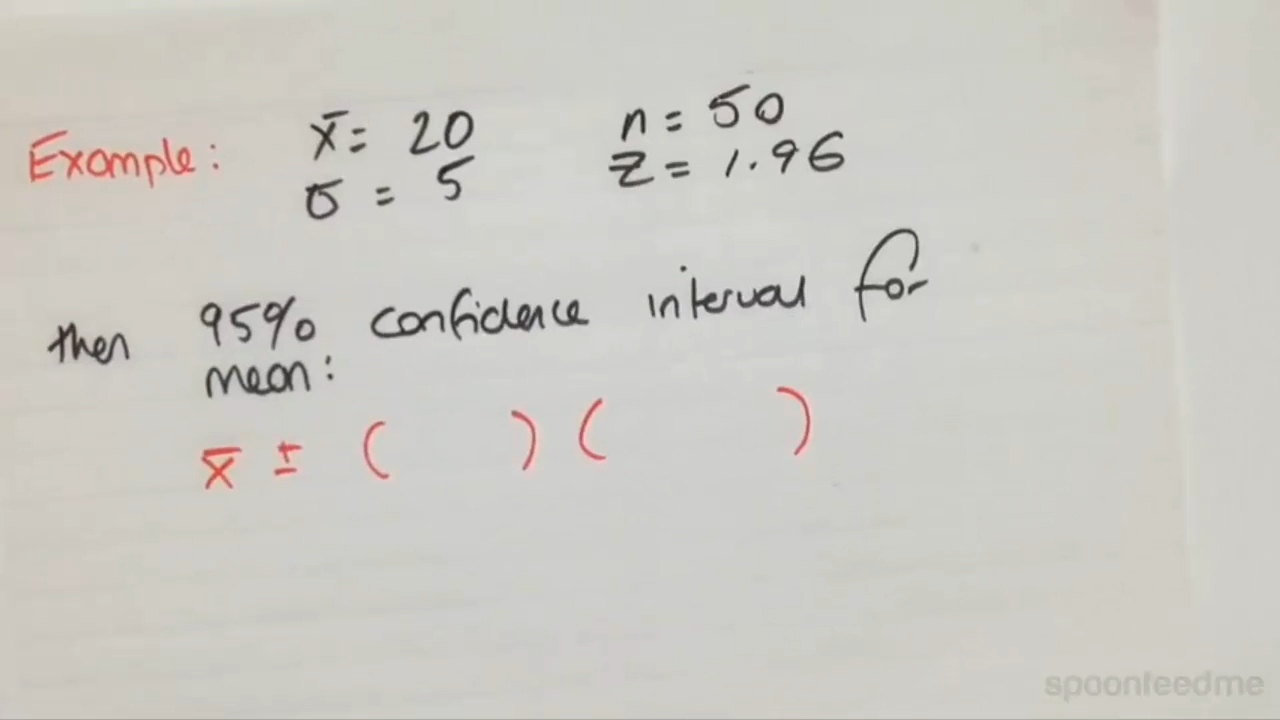 Example: x̄ = 20 n = 50
σ = 5 z = 1.96
then 95% confidence interval for
mean:
x̄ ± ( ) ( )
spoonfeedme